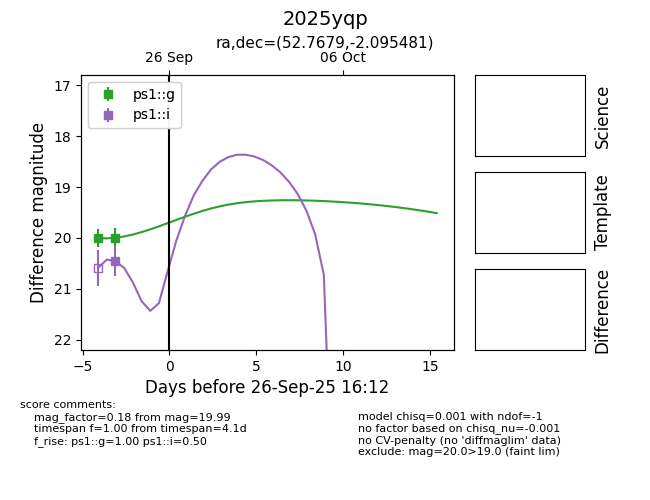 2025yqp
ra,dec=(52.7679,-2.095481)
26 Sep
06 Oct
ps1::g
ps1::i
17
18
19
20
21
22
Difference magnitude
−5
0
5
10
15
Days before 26-Sep-25 16:12
Science
Template
Difference
score comments:
mag_factor=0.18 from mag=19.99
timespan f=1.00 from timespan=4.1d
f_rise: ps1::g=1.00 ps1::i=0.50
model chisq=0.001 with ndof=-1
no factor based on chisq_nu=-0.001
no CV-penalty (no 'diffmaglim' data)
exclude: mag=20.0>19.0 (faint lim)